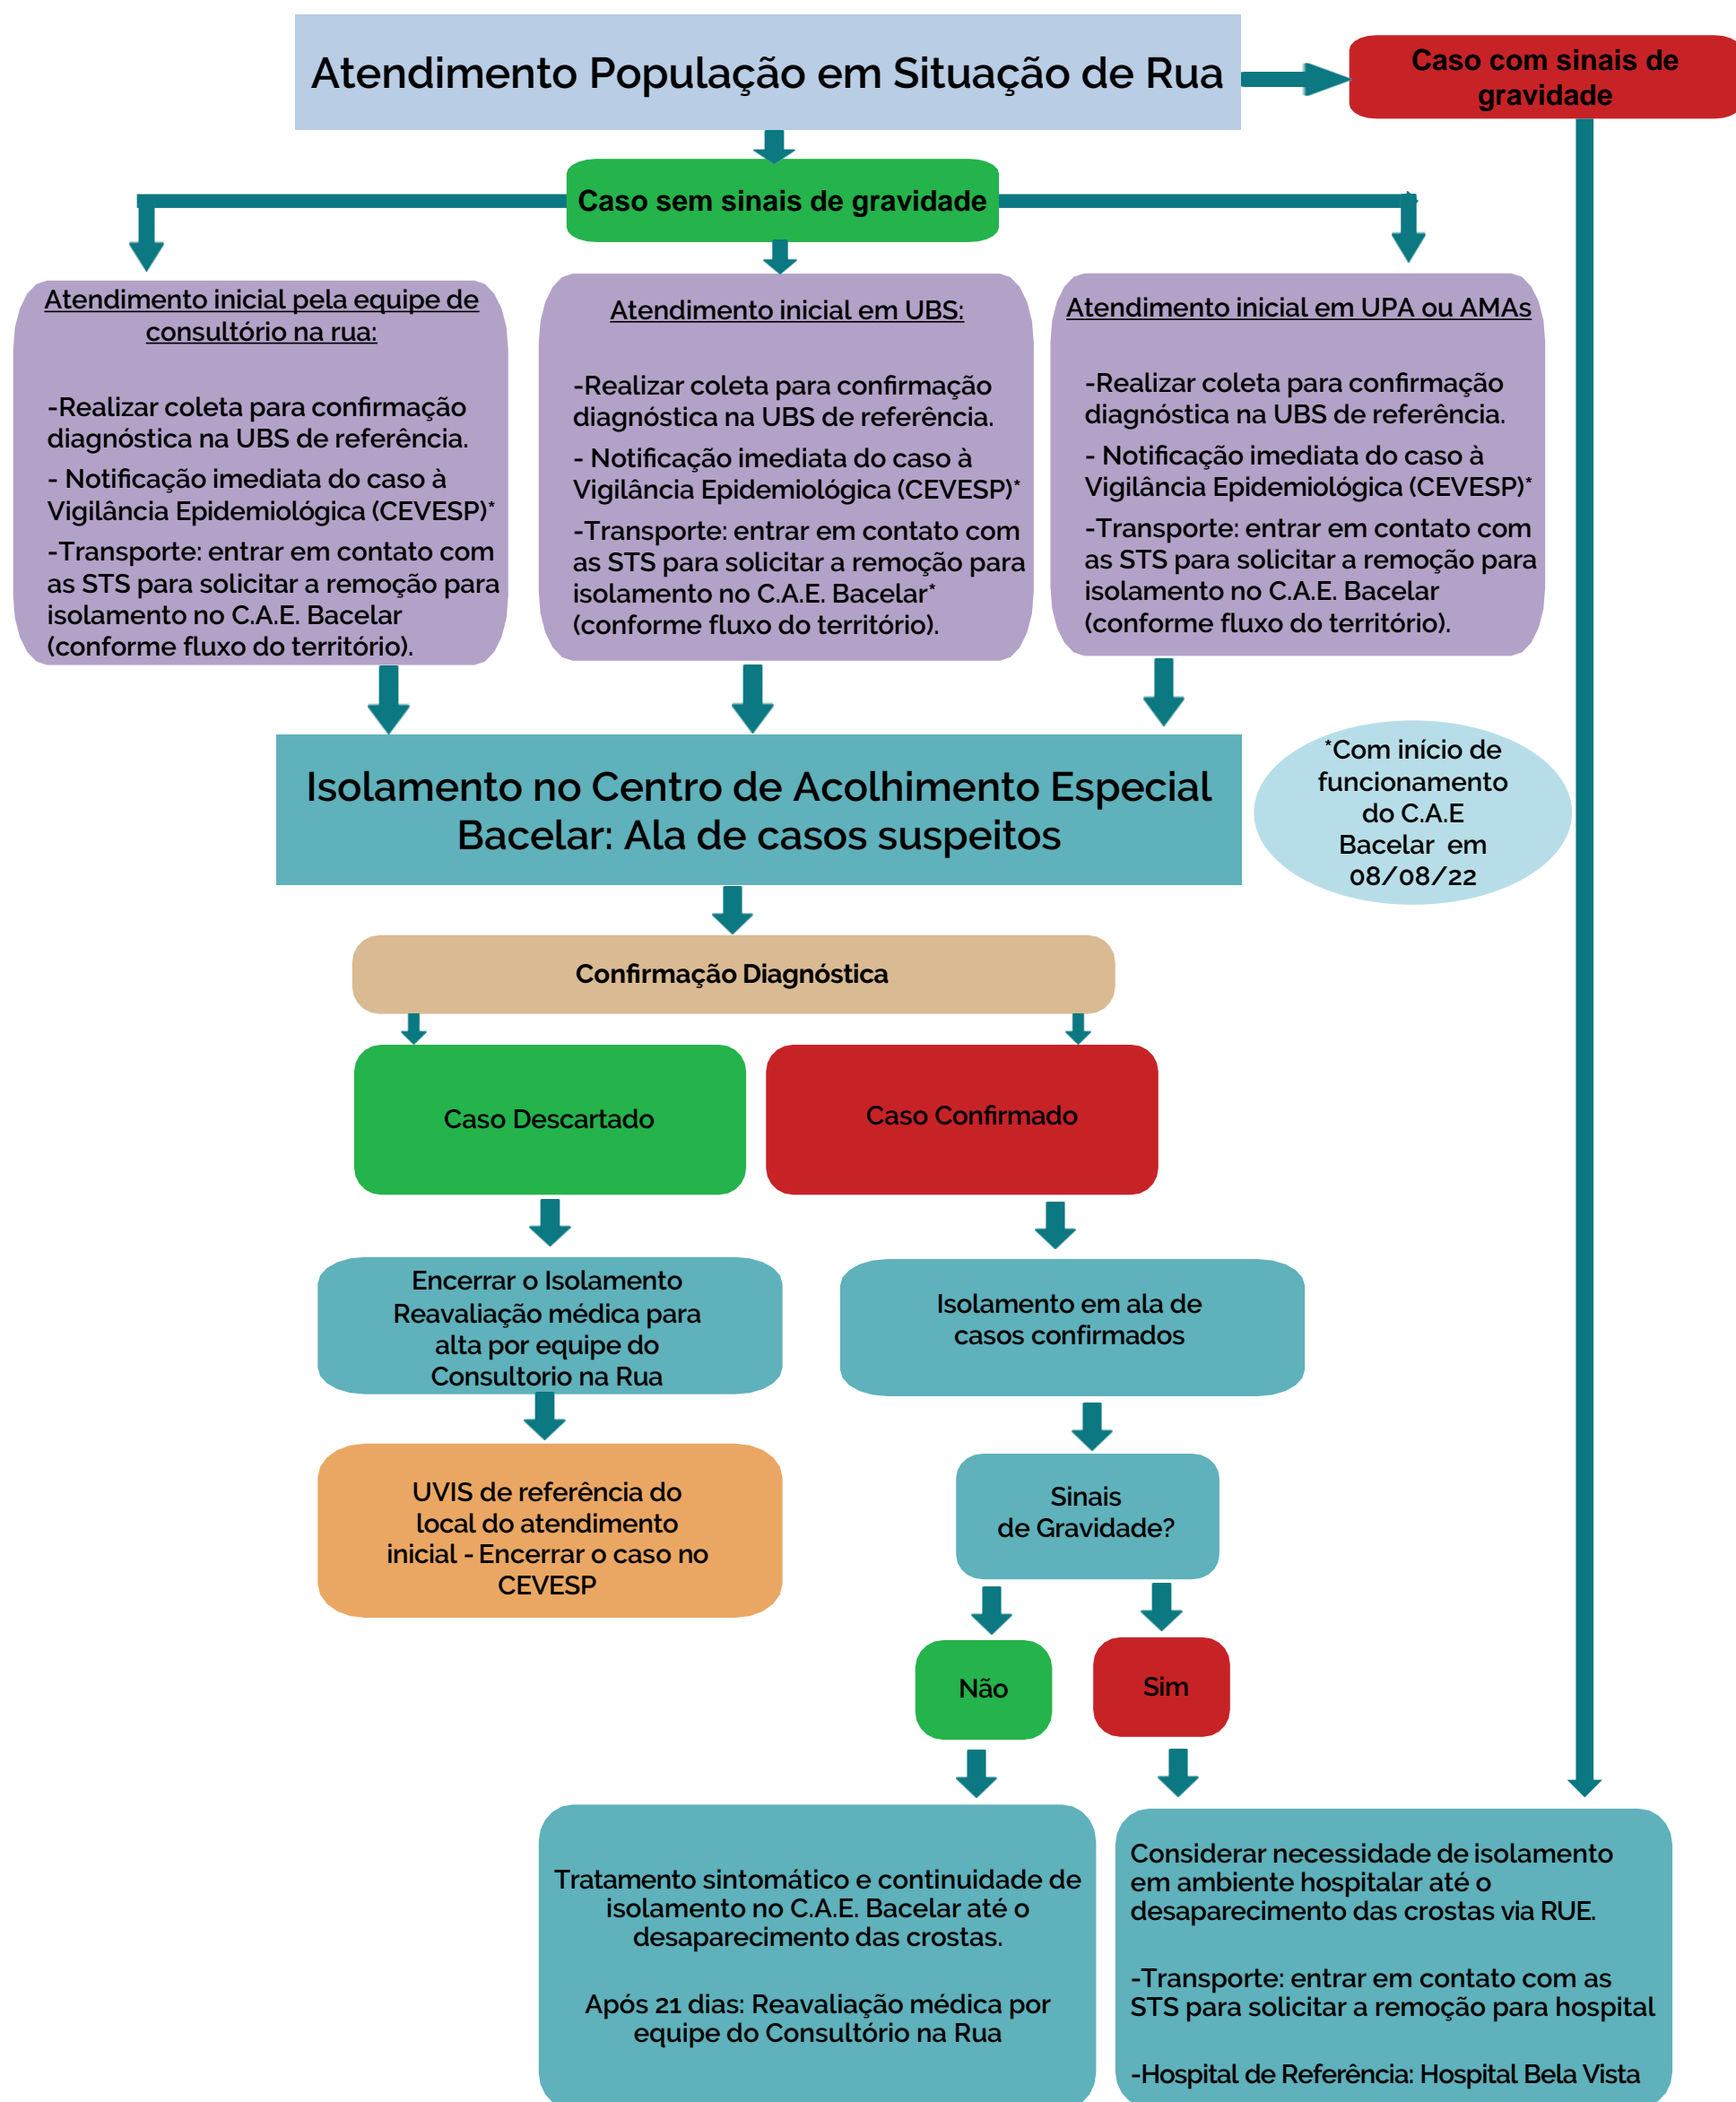 Atendimento População em Situação de Rua
Caso com sinais de
gravidade
Caso sem sinais de gravidade
Atendimento inicial pela equipe de
consultório na rua:
-Realizar coleta para confirmação
diagnóstica na UBS de referência.
- Notificação imediata do caso à
Vigilância Epidemiológica (CEVESP)*
-Transporte: entrar em contato com
as STS para solicitar a remoção para
isolamento no C.A.E. Bacelar
(conforme fluxo do território).
Atendimento inicial em UBS:
-Realizar coleta para confirmação
diagnóstica na UBS de referência.
- Notificação imediata do caso à
Vigilância Epidemiológica (CEVESP)*
-Transporte: entrar em contato com
as STS para solicitar a remoção para
isolamento no C.A.E. Bacelar*
(conforme fluxo do território).
Atendimento inicial em UPA ou AMAs
-Realizar coleta para confirmação
diagnóstica na UBS de referência.
- Notificação imediata do caso à
Vigilância Epidemiológica (CEVESP)*
-Transporte: entrar em contato com
as STS para solicitar a remoção para
isolamento no C.A.E. Bacelar
(conforme fluxo do território).
Isolamento no Centro de Acolhimento Especial
Bacelar: Ala de casos suspeitos
*Com início de
funcionamento
do C.A.E
Bacelar em
08/08/22
Confirmação Diagnóstica
Caso Descartado
Caso Confirmado
Encerrar o Isolamento
Reavaliação médica para
alta por equipe do
Consultorio na Rua
Isolamento em ala de
casos confirmados
UVIS de referência do
local do atendimento
inicial - Encerrar o caso no
CEVESP
Sinais
de Gravidade?
Não
Sim
Tratamento sintomático e continuidade de
isolamento no C.A.E. Bacelar até o
desaparecimento das crostas.
Após 21 dias: Reavaliação médica por
equipe do Consultório na Rua
Considerar necessidade de isolamento
em ambiente hospitalar até o
desaparecimento das crostas via RUE.
-Transporte: entrar em contato com as
STS para solicitar a remoção para hospital
-Hospital de Referência: Hospital Bela Vista